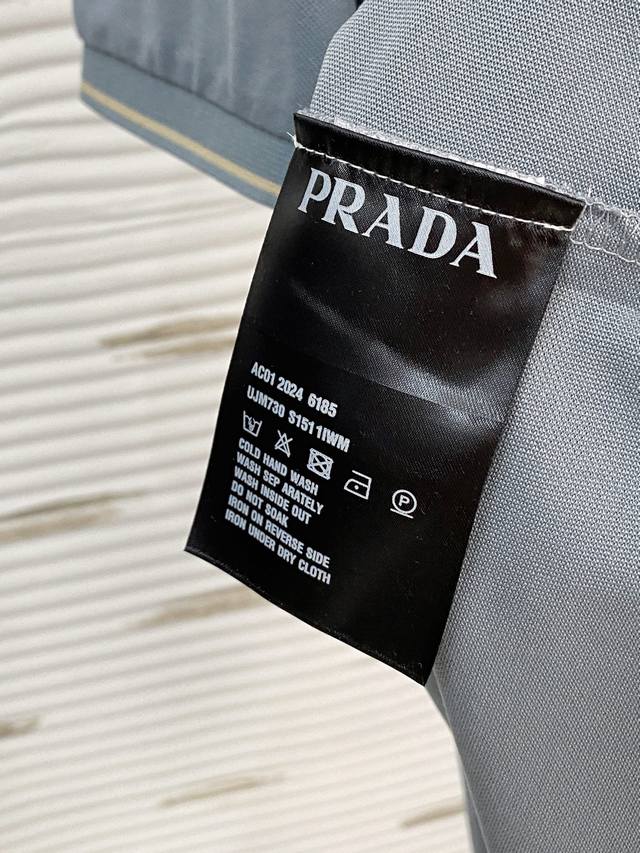 PRADA
AC01 2024 6185
UJM730 S151 1IWM
P
COLD HAND WASH
WASH SEP ARATELY
WASH INSIDE OUT
DO NOT SOAK
IRON ON REVERSE SIDE
IRON UNDER DRY CLOTH